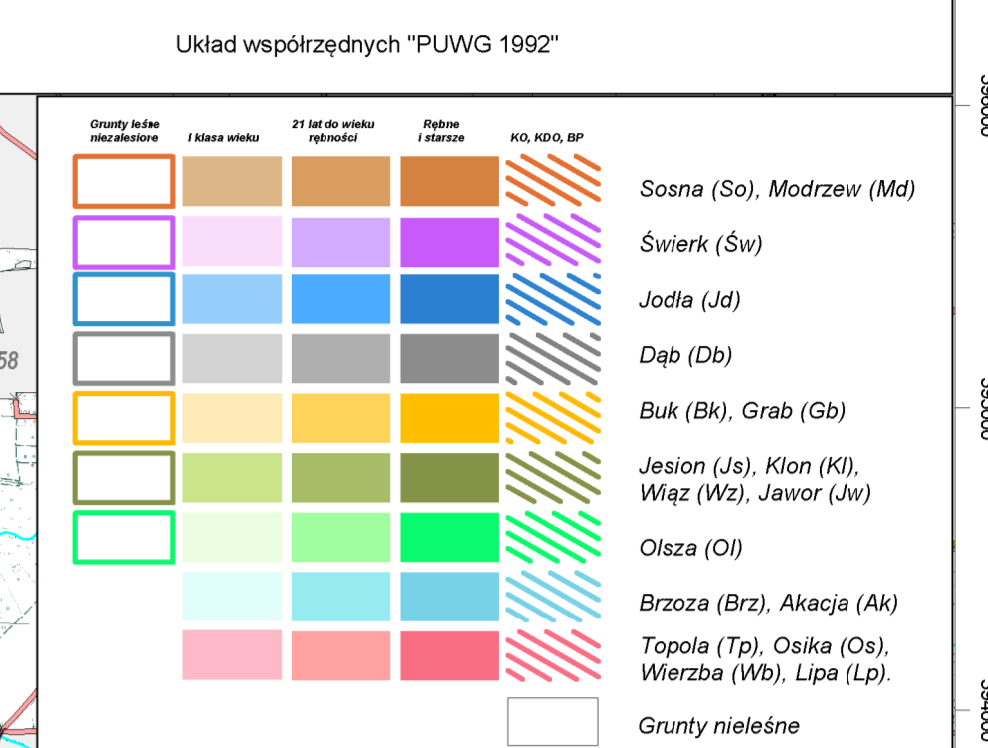 Układ współrzędnych "PUWG 1992"
Grunty leśne
niezalesione
I klasa wieku
21 lat do wieku
rębności
Rębne
i starsze
KO, KDO, BP
Sosna (So), Modrzew (Md)
Świerk (Św)
Jodła (Jd)
Dąb (Db)
Buk (Bk), Grab (Gb)
Jesion (Js), Klon (Kl),
Wiąz (Wz), Jawor (Jw)
Olsza (Ol)
Brzoza (Brz), Akacja (Ak)
Topola (Tp), Osika (Os),
Wierzba (Wb), Lipa (Lp).
Grunty nieleśne
58